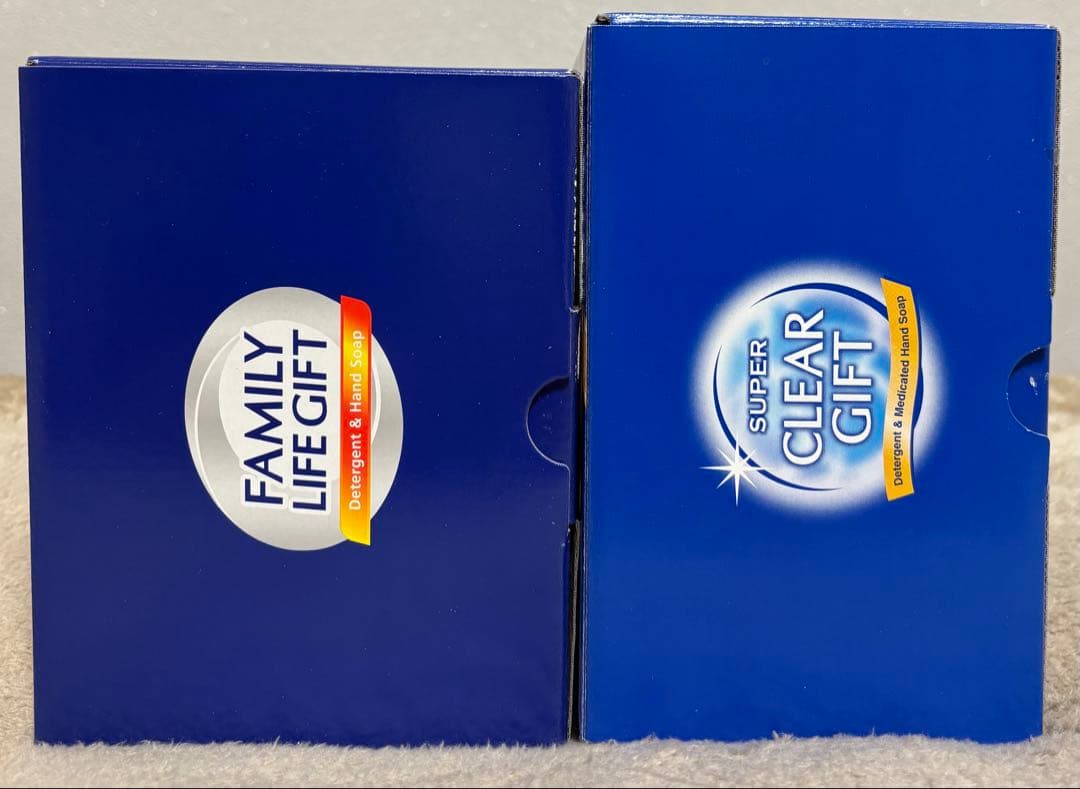 FAMILY
LIFE GIFT
Detergent & Hand Soap
SUPER
CLEAR
GIFT
Detergent & Medicated Hand Soap